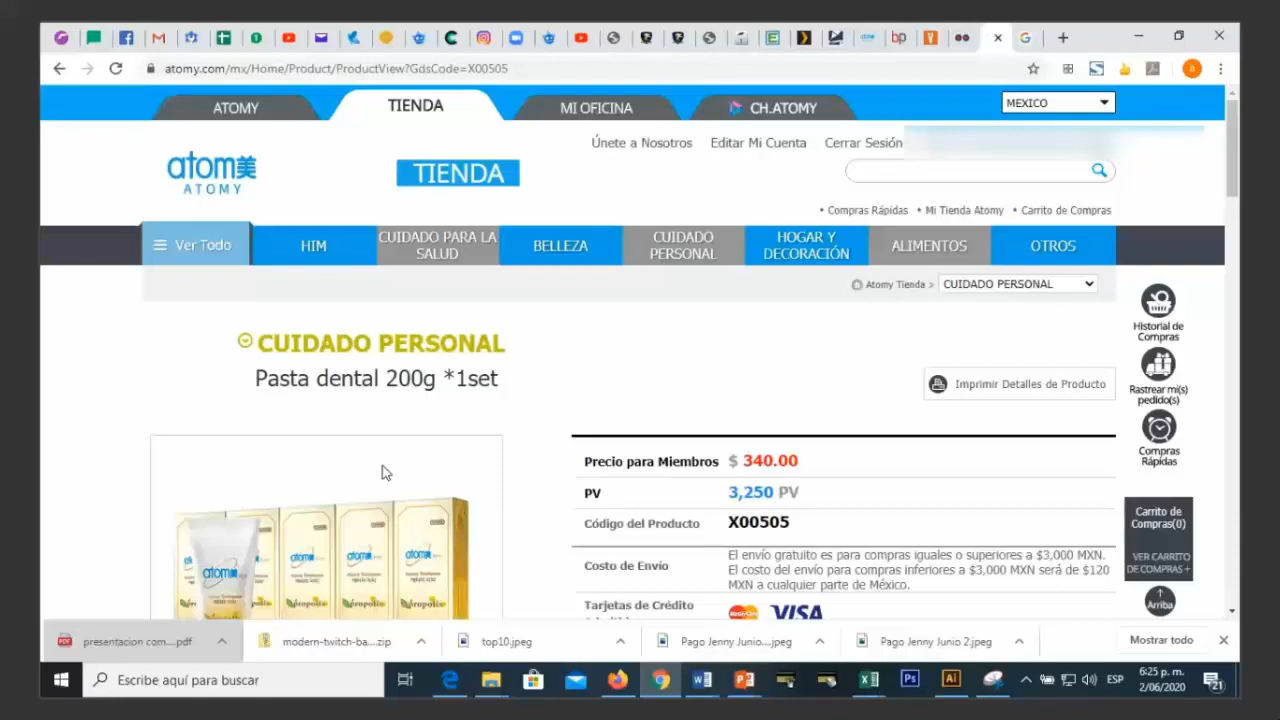 atomy.com/mx/Home/Product/ProductView?GdsCode=X00505
ATOMY
TIENDA
MI OFICINA
CH.ATOMY
MEXICO
Únete a Nosotros
Editar Mi Cuenta
Cerrar Sesión
atom美
ATOMY
TIENDA
• Compras Rápidas
• Mi Tienda Atomy
• Carrito de Compras
Ver Todo
HIM
CUIDADO PARA LA
SALUD
BELLEZA
CUIDADO
PERSONAL
HOGAR Y
DECORACIÓN
ALIMENTOS
OTROS
Atomy Tienda >
CUIDADO PERSONAL
Historial de
Compras
Rastrear mi(s)
pedido(s)
Compras
Rápidas
CUIDADO PERSONAL
Pasta dental 200g *1set
Imprimir Detalles de Producto
Precio para Miembros $ 340.00
PV 3,250 PV
Código del Producto X00505
Costo de Envío
El envío gratuito es para compras iguales o superiores a $3,000 MXN.
El costo del envío para compras inferiores a $3,000 MXN será de $120
MXN a cualquier parte de México.
Tarjetas de Crédito
MasterCard VISA
Carrito de
Compras(0)
VER CARRITO
DE COMPRAS +
Arriba
presentacion com....pdf
modern-twitch-ba....zip
top10.jpeg
Pago Jenny Junio....jpeg
Pago Jenny Junio 2.jpeg
Mostrar todo
Escribe aquí para buscar
ESP
6:25 p. m.
2/06/2020
21